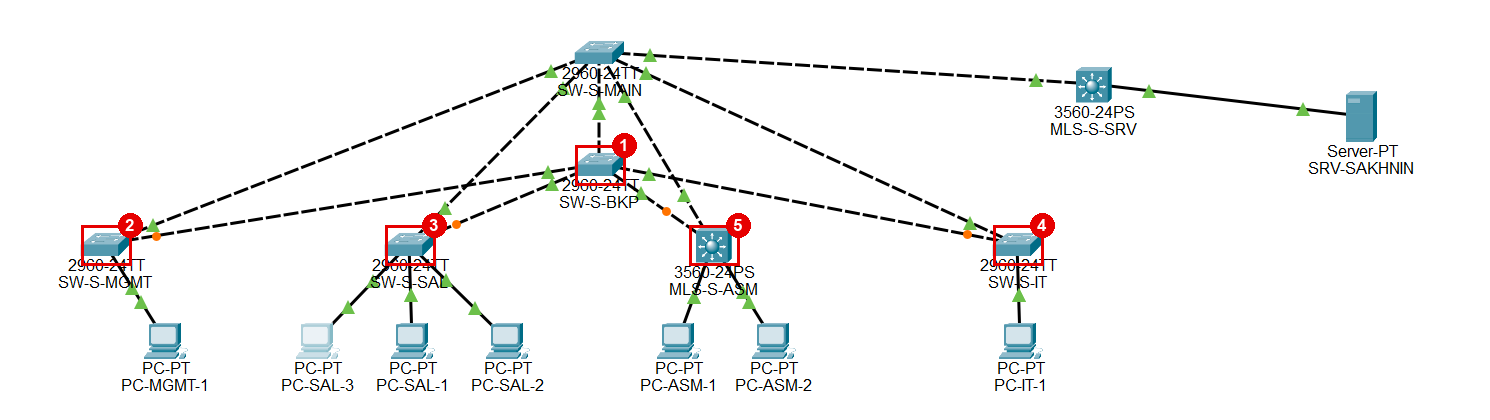 2960-24TT
SW-S-MAIN
3560-24PS
MLS-S-SRV
Server-PT
SRV-SAKHNIN
1
2960-24TT
SW-S-BKP
2
2960-24TT
SW-S-MGMT
3
2960-24TT
SW-S-SAL
5
3560-24PS
MLS-S-ASM
4
2960-24TT
SW-S-IT
PC-PT
PC-MGMT-1
PC-PT
PC-SAL-3
PC-PT
PC-SAL-1
PC-PT
PC-SAL-2
PC-PT
PC-ASM-1
PC-PT
PC-ASM-2
PC-PT
PC-IT-1